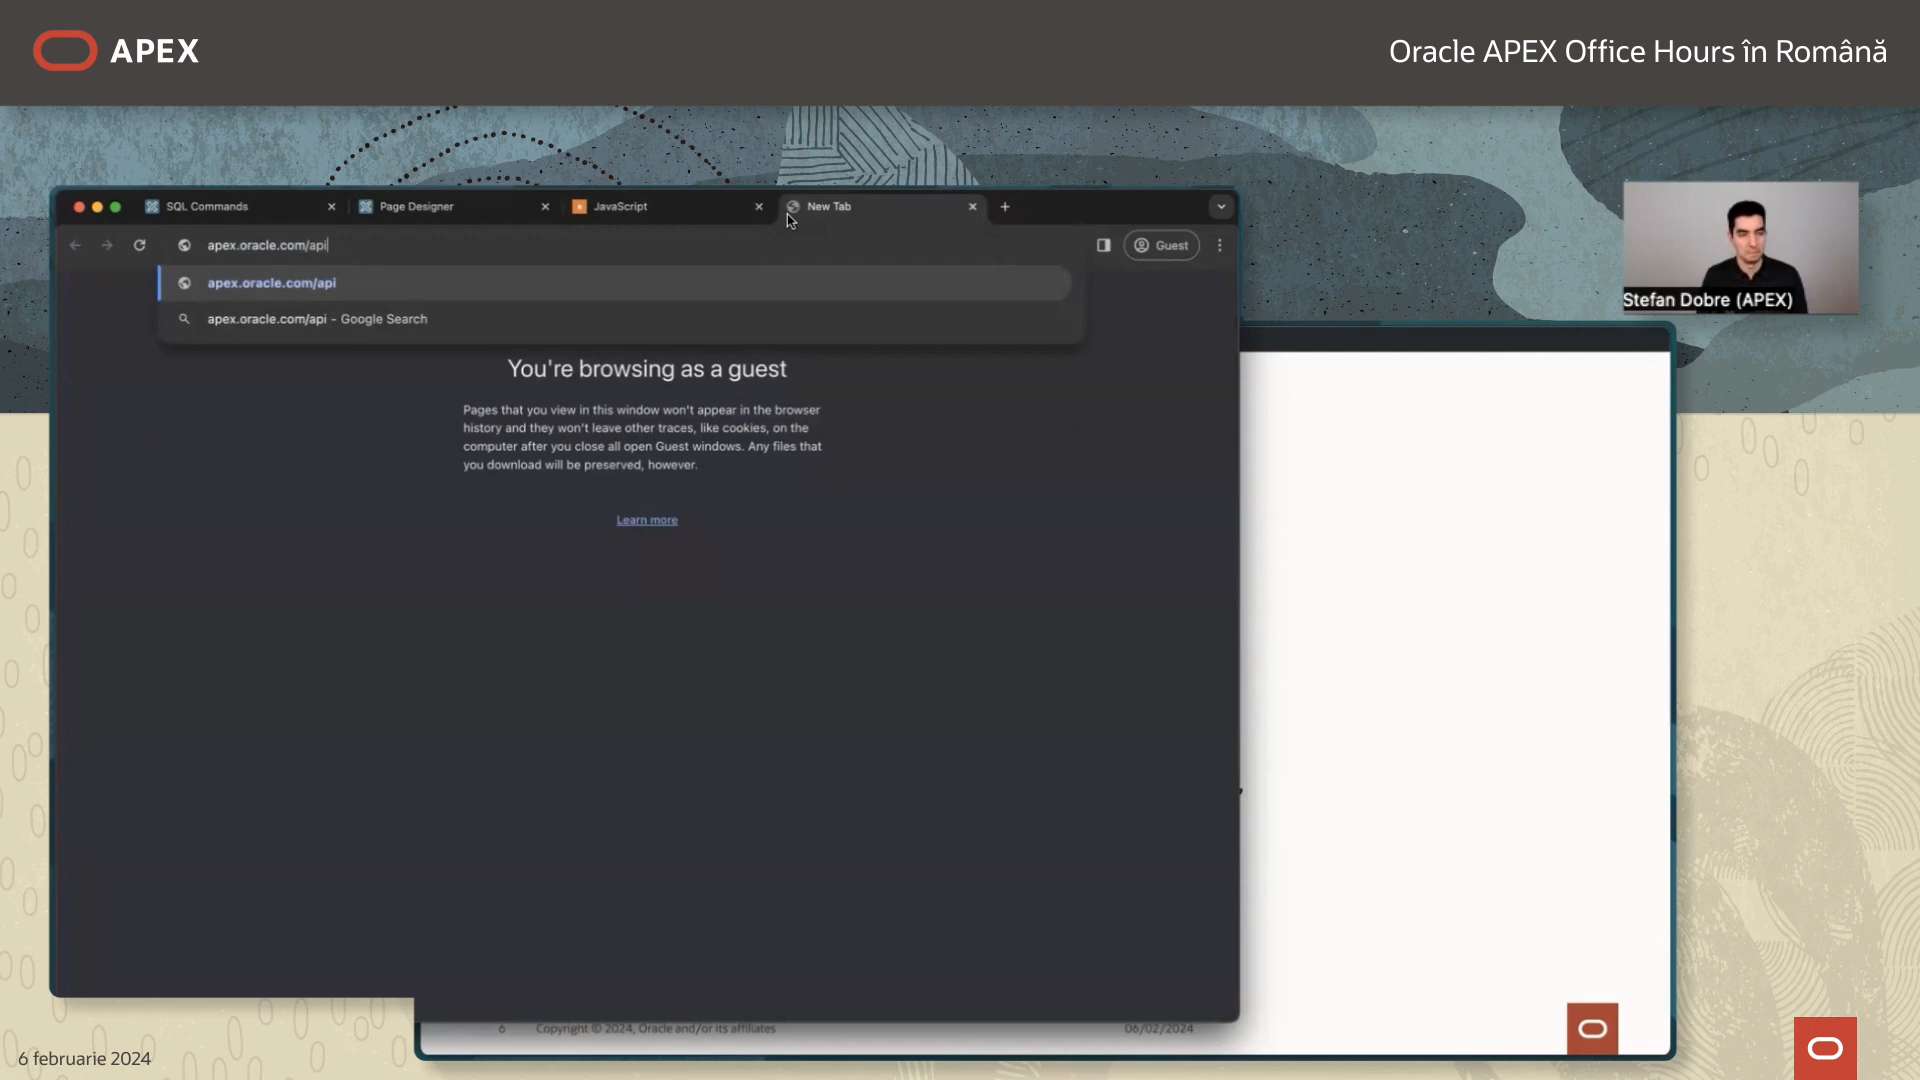 APEX
Oracle APEX Office Hours în Română
SQL Commands
Page Designer
JavaScript
New Tab
apex.oracle.com/api
Guest
apex.oracle.com/api
apex.oracle.com/api - Google Search
You're browsing as a guest
Pages that you view in this window won't appear in the browser
history and they won't leave other traces, like cookies, on the
computer after you close all open Guest windows. Any files that
you download will be preserved, however.
Learn more
Stefan Dobre (APEX)
6
Copyright © 2024, Oracle and/or its affiliates
06/02/2024
6 februarie 2024